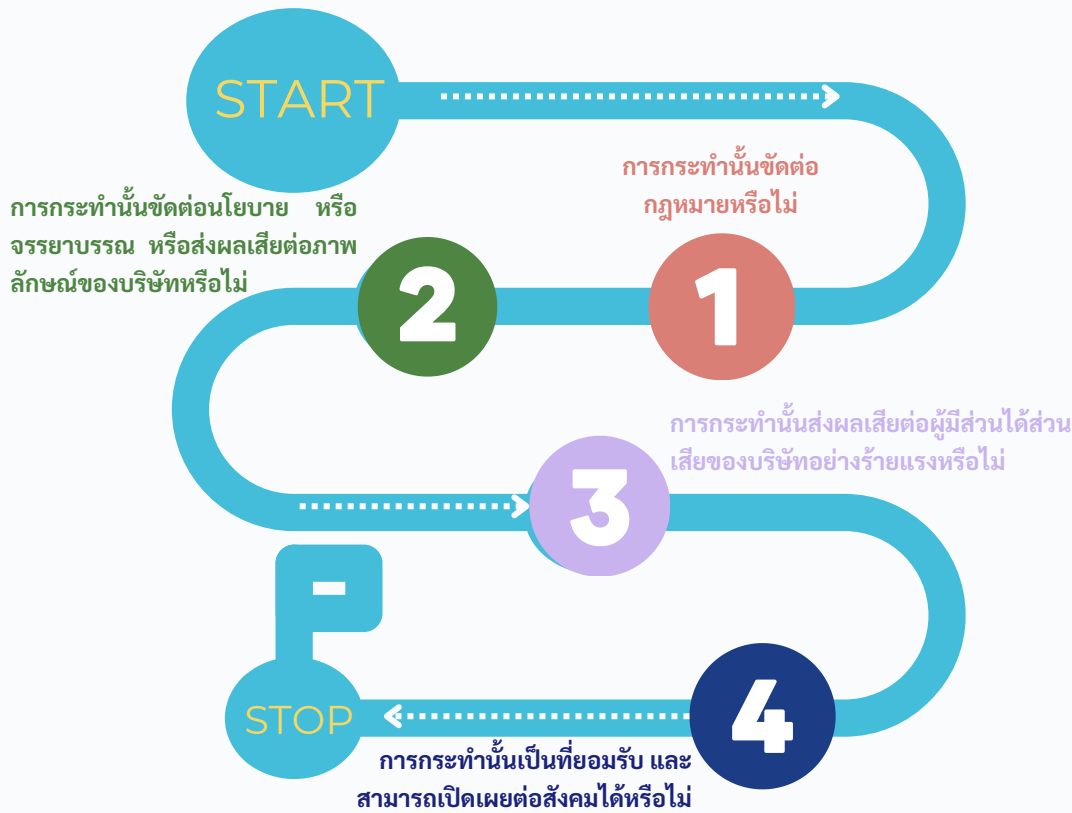 START
การกระทำนั้นขัดต่อ
กฎหมายหรือไม่
1
การกระทำนั้นขัดต่อนโยบาย หรือ
จรรยาบรรณ หรือส่งผลเสียต่อภาพ
ลักษณ์ของบริษัทหรือไม่
2
การกระทำนั้นส่งผลเสียต่อผู้มีส่วนได้ส่วน
เสียของบริษัทอย่างร้ายแรงหรือไม่
3
4
การกระทำนั้นเป็นที่ยอมรับ และ
สามารถเปิดเผยต่อสังคมได้หรือไม่
STOP